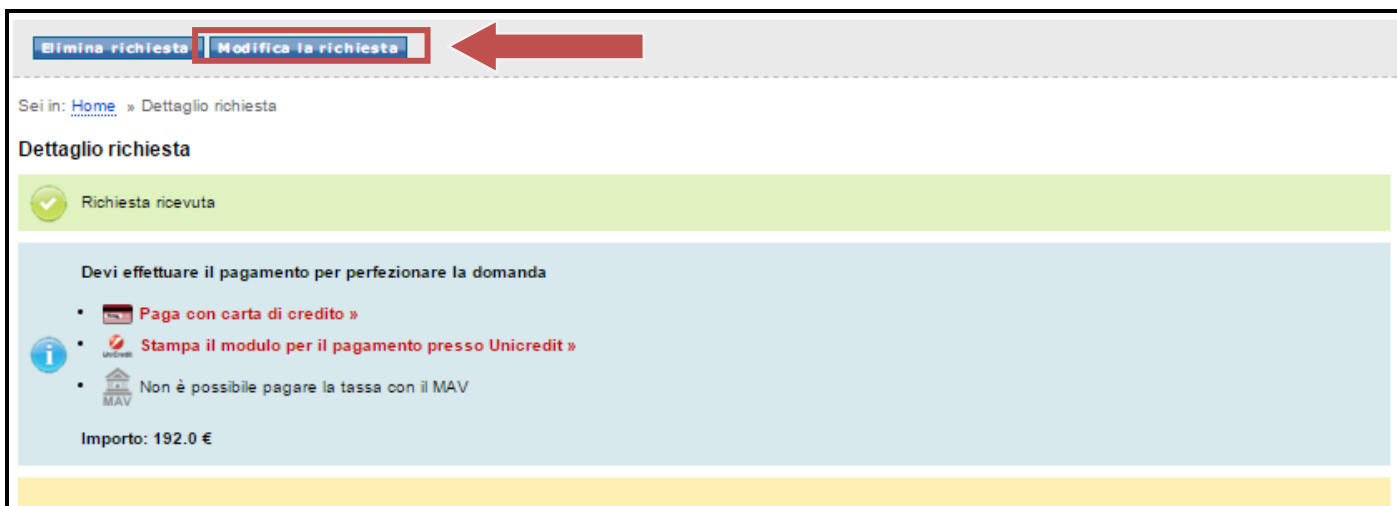 Elimina richiesta Modifica la richiesta
Sei in: Home » Dettaglio richiesta
Dettaglio richiesta
Richiesta ricevuta
Devi effettuare il pagamento per perfezionare la domanda
• Paga con carta di credito »
• UniCredit Stampa il modulo per il pagamento presso Unicredit »
• MAV Non è possibile pagare la tassa con il MAV
Importo: 192.0 €